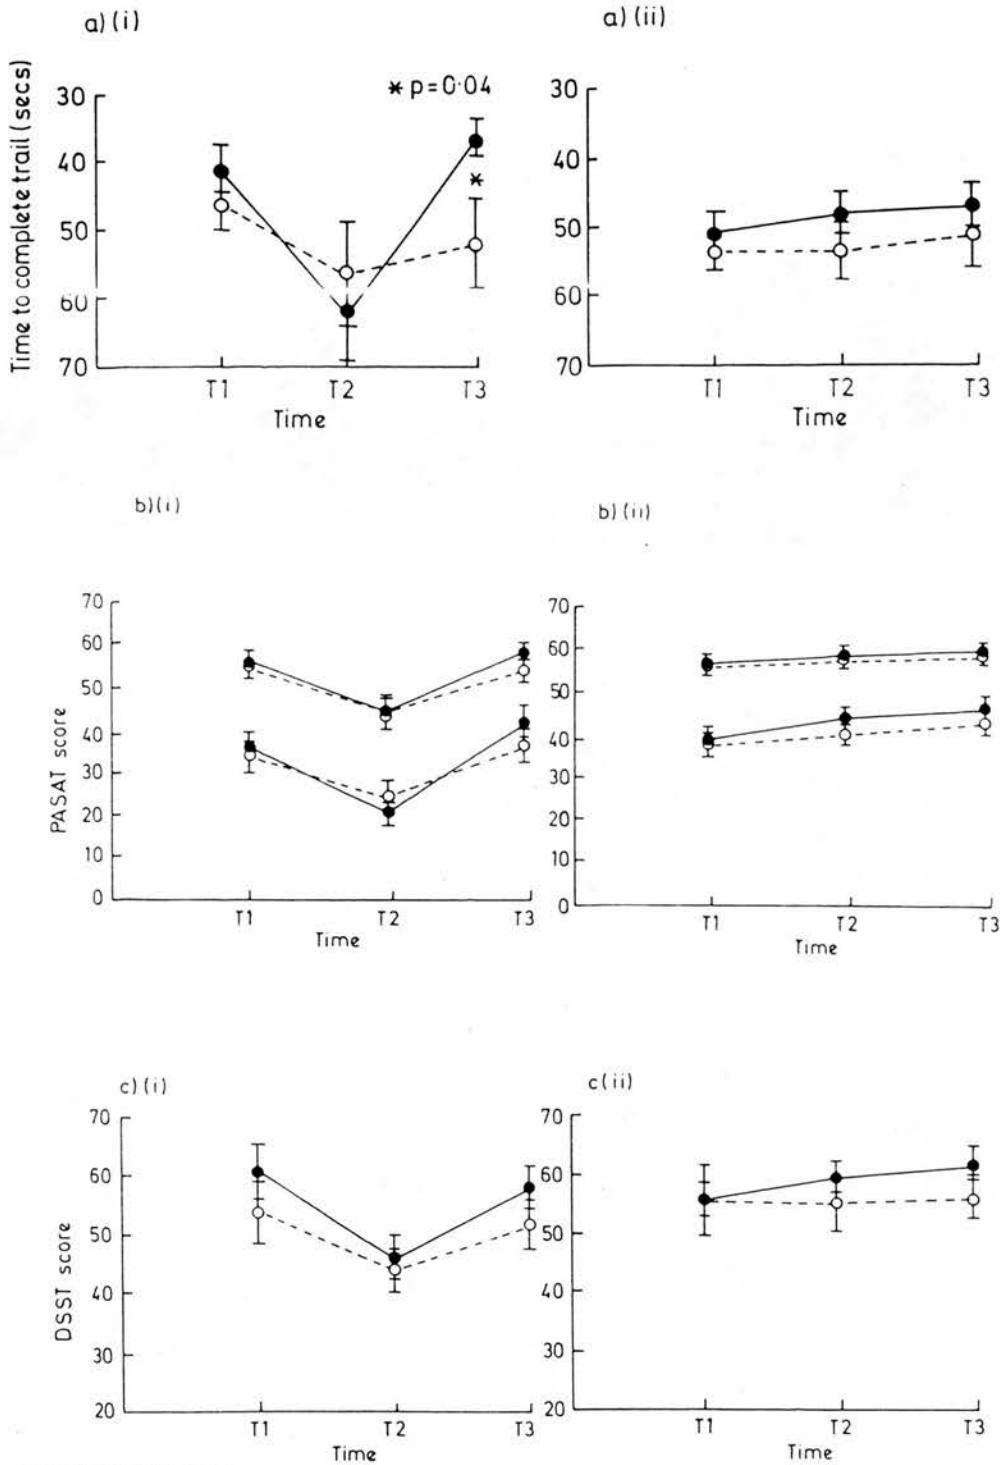 a) (i)
Time to complete trail (secs)
30
40
50
60
70
* p = 0·04
*
T1
T2
T3
Time
a) (ii)
30
40
50
60
70
T1
T2
T3
Time
b)(i)
PASAT score
70
60
50
40
30
20
10
0
T1
T2
T3
Time
b) (ii)
70
60
50
40
30
20
10
0
T1
T2
T3
Time
c) (i)
DSST score
70
60
50
40
30
20
T1
T2
T3
Time
c(ii)
70
60
50
40
30
20
T1
T2
T3
Time